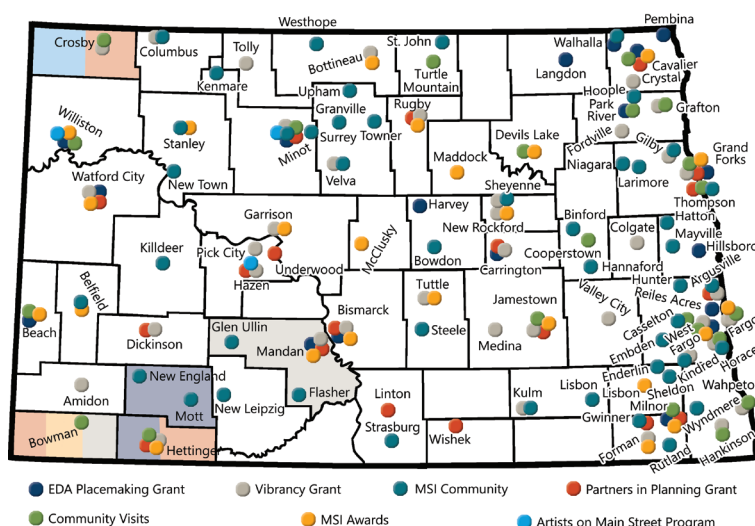 Westhope
Pembina
Crosby
Columbus
Tolly
St. John
Walhalla
Bottineau
Cavalier
Kenmare
Turtle
Mountain
Langdon
Crystal
Upham
Hoople
Williston
Granville
Rugby
Park
River
Grafton
Stanley
Surrey
Towner
Devils Lake
Fordville
Minot
Gilby
Grand
Forks
Maddock
Niagara
New Town
Velva
Larimore
Watford City
Sheyenne
Thompson
Harvey
Hatton
Garrison
New Rockford
Binford
Mayville
Killdeer
Pick City
McClusky
Colgate
Hillsboro
Underwood
Bowdon
Carrington
Cooperstown
Hannaford
Argusville
Hazen
Hunter
Belfield
Tuttle
Reiles Acres
Bismarck
Jamestown
Valley City
Casselton
Beach
Dickinson
Glen Ullin
Steele
Medina
West
Fargo
Fargo
Mandan
Embden
Horace
Kindred
Enderlin
New England
Sheldon
Wahpeton
Amidon
Flasher
Linton
Kulm
Lisbon
Lisbon
Mott
New Leipzig
Milnor
Gwinner
Wyndmere
Bowman
Strasburg
Wishek
Hettinger
Forman
Rutland
Hankinson
EDA Placemaking Grant
Vibrancy Grant
MSI Community
Partners in Planning Grant
Community Visits
MSI Awards
Artists on Main Street Program